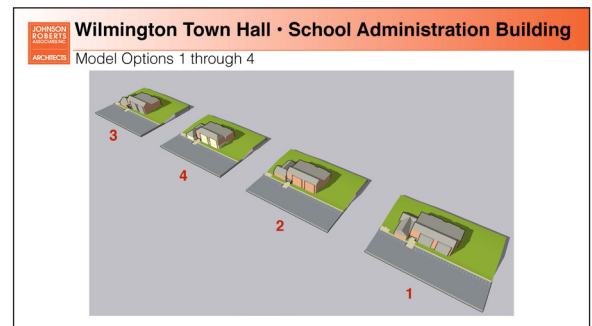 JOHNSON
ROBERTS
ASSOCIATES INC.
ARCHITECTS
Wilmington Town Hall • School Administration Building
Model Options 1 through 4
3
4
2
1